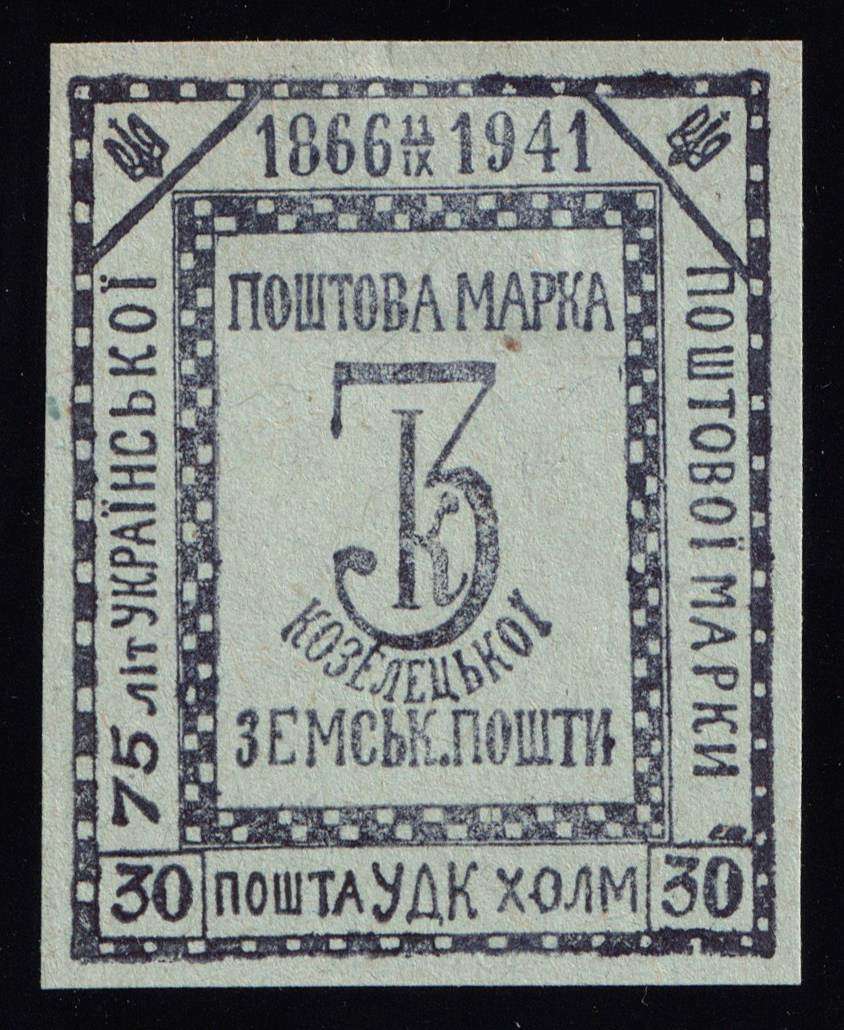 1866 11/IX 1941
75 літ УКРАЇНСЬКОЇ
ПОШТОВОЇ МАРКИ
ПОШТОВА МАРКА
3 к
КОЗЕЛЕЦЬКОЇ
ЗЕМСЬК. ПОШТИ
30 ПОШТА УДК ХОЛМ 30